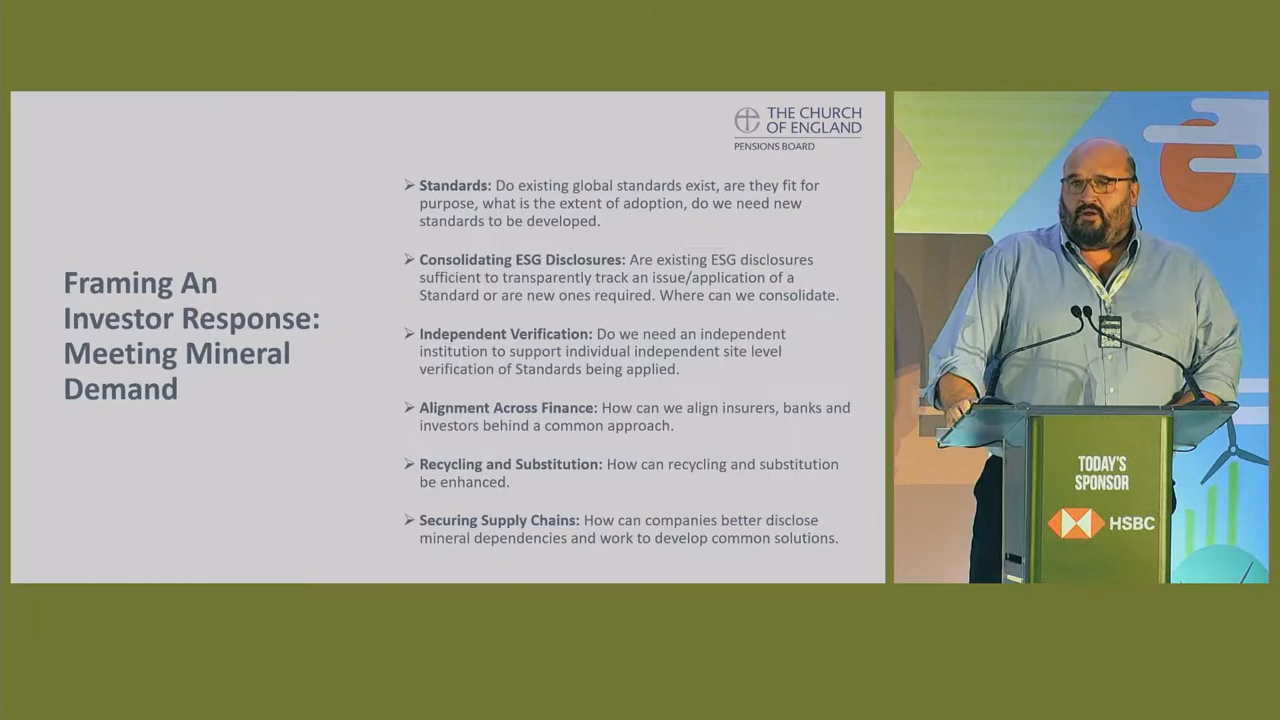 THE CHURCH
OF ENGLAND
PENSIONS BOARD
Framing An
Investor Response:
Meeting Mineral
Demand
➢ Standards: Do existing global standards exist, are they fit for
purpose, what is the extent of adoption, do we need new
standards to be developed.
➢ Consolidating ESG Disclosures: Are existing ESG disclosures
sufficient to transparently track an issue/application of a
Standard or are new ones required. Where can we consolidate.
➢ Independent Verification: Do we need an independent
institution to support individual independent site level
verification of Standards being applied.
➢ Alignment Across Finance: How can we align insurers, banks and
investors behind a common approach.
➢ Recycling and Substitution: How can recycling and substitution
be enhanced.
➢ Securing Supply Chains: How can companies better disclose
mineral dependencies and work to develop common solutions.
TODAY'S
SPONSOR
HSBC